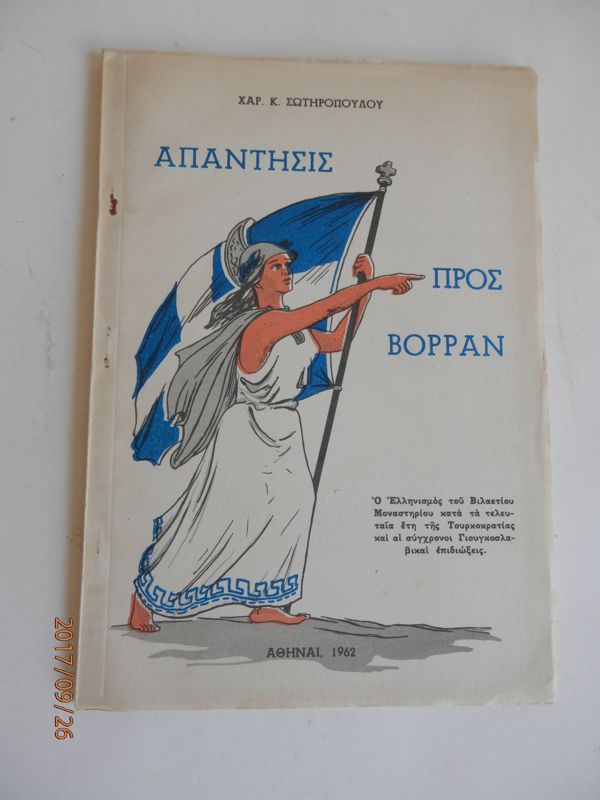 ΧΑΡ. Κ. ΣΩΤΗΡΟΠΟΥΛΟΥ
ΑΠΑΝΤΗΣΙΣ
ΠΡΟΣ
ΒΟΡΡΑΝ
Ὁ Ἑλληνισμὸς τοῦ Βιλαετίου
Μοναστηρίου κατὰ τὰ τελευ-
ταῖα ἔτη τῆς Τουρκοκρατίας
καὶ αἱ σύγχρονοι Γιουγκοσλα-
βικαὶ ἐπιδιώξεις.
ΑΘΗΝΑΙ, 1962
2017/09/26